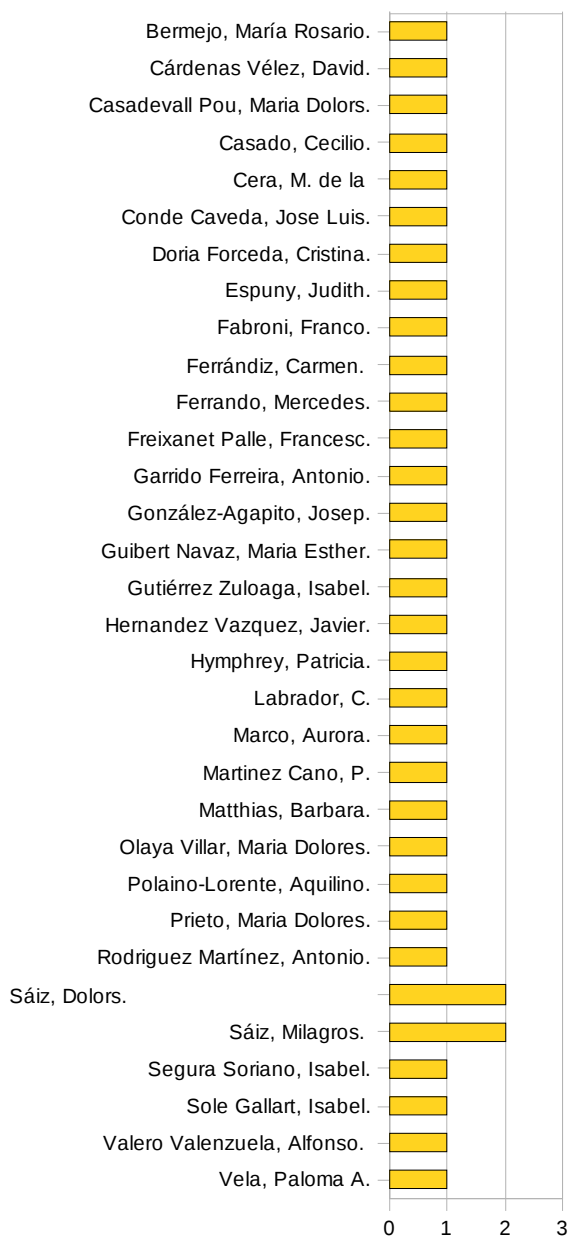 Bermejo, María Rosario.
Cárdenas Vélez, David.
Casadevall Pou, Maria Dolors.
Casado, Cecilio.
Cera, M. de la
Conde Caveda, Jose Luis.
Doria Forceda, Cristina.
Espuny, Judith.
Fabroni, Franco.
Ferrándiz, Carmen.
Ferrando, Mercedes.
Freixanet Palle, Francesc.
Garrido Ferreira, Antonio.
González-Agapito, Josep.
Guibert Navaz, Maria Esther.
Gutiérrez Zuloaga, Isabel.
Hernandez Vazquez, Javier.
Hymphrey, Patricia.
Labrador, C.
Marco, Aurora.
Martinez Cano, P.
Matthias, Barbara.
Olaya Villar, Maria Dolores.
Polaino-Lorente, Aquilino.
Prieto, Maria Dolores.
Rodriguez Martínez, Antonio.
Sáiz, Dolors.
Sáiz, Milagros.
Segura Soriano, Isabel.
Sole Gallart, Isabel.
Valero Valenzuela, Alfonso.
Vela, Paloma A.
0 1 2 3